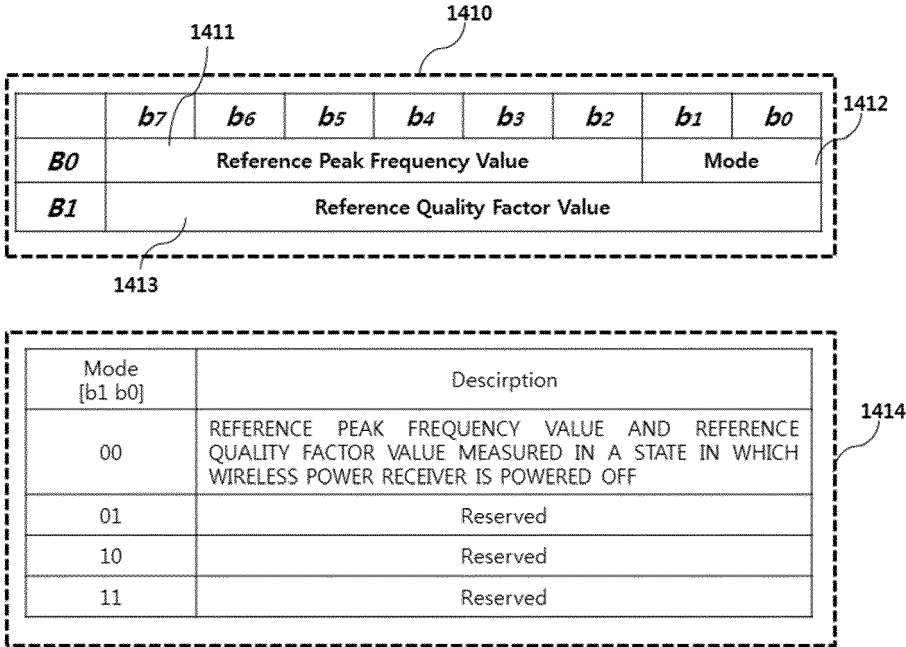 1410
1411
1412
b7 b6 b5 b4 b3 b2 b1 b0
B0 Reference Peak Frequency Value Mode
B1 Reference Quality Factor Value
1413
Mode
[b1 b0]
Descirption
1414
00
REFERENCE PEAK FREQUENCY VALUE AND REFERENCE
QUALITY FACTOR VALUE MEASURED IN A STATE IN WHICH
WIRELESS POWER RECEIVER IS POWERED OFF
01 Reserved
10 Reserved
11 Reserved